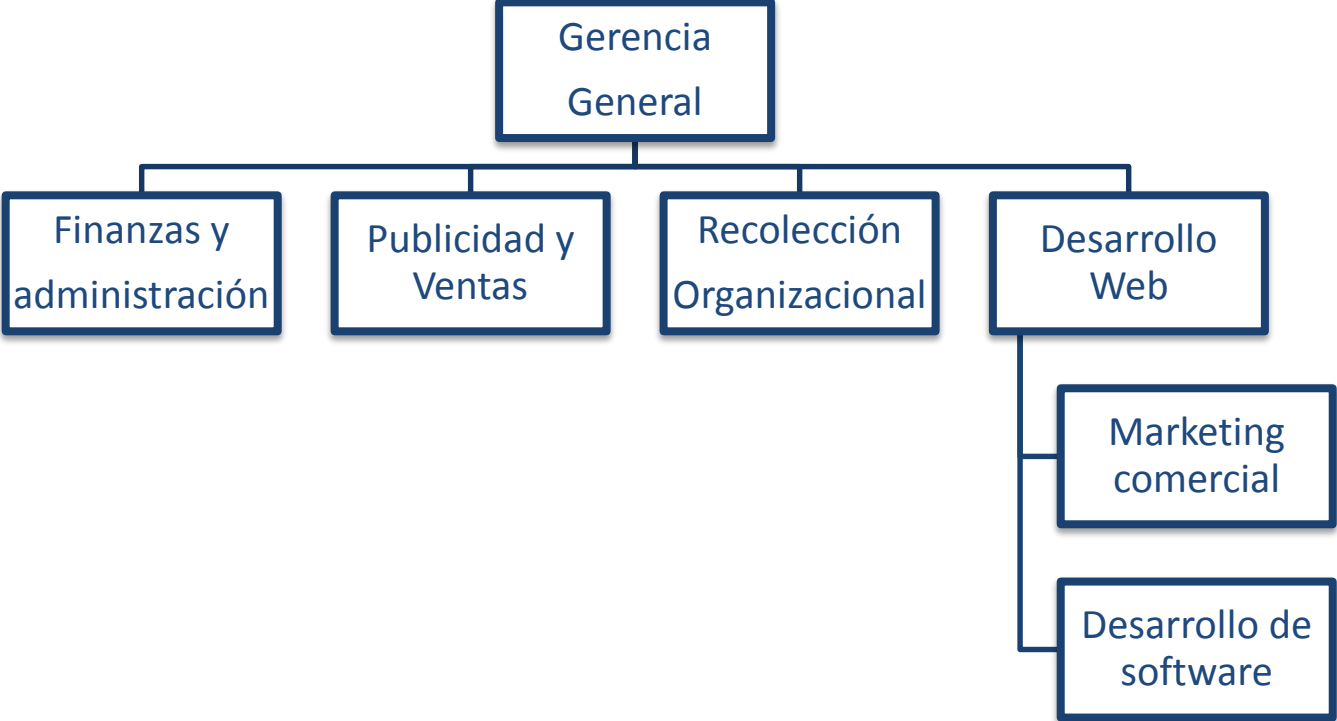 Gerencia
General
Finanzas y
administración
Publicidad y
Ventas
Recolección
Organizacional
Desarrollo
Web
Marketing
comercial
Desarrollo de
software